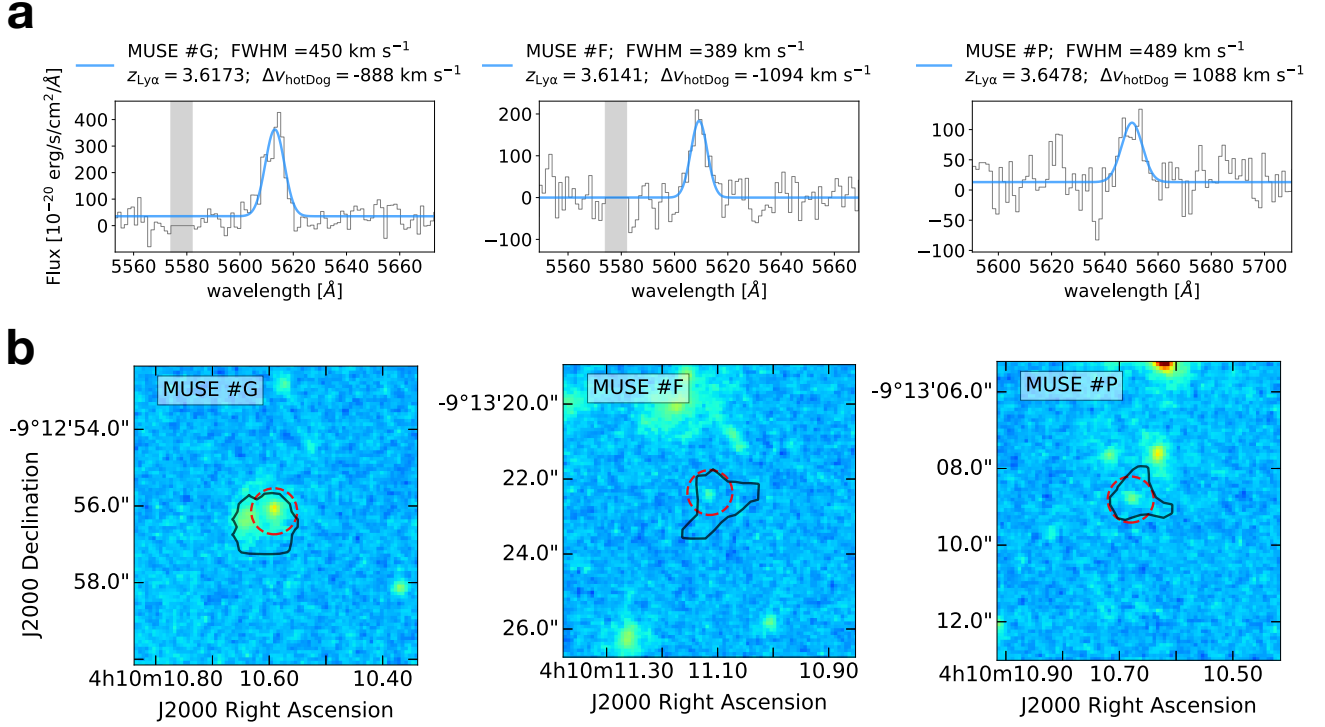 a
MUSE #G; FWHM =450 km s⁻¹
z_Lyα = 3.6173; Δv_hotDog = -888 km s⁻¹
MUSE #F; FWHM =389 km s⁻¹
z_Lyα = 3.6141; Δv_hotDog = -1094 km s⁻¹
MUSE #P; FWHM =489 km s⁻¹
z_Lyα = 3.6478; Δv_hotDog = 1088 km s⁻¹
Flux [10⁻²⁰ erg/s/cm²/Å]
400
300
200
100
0
5560 5580 5600 5620 5640 5660
wavelength [Å]
200
100
0
−100
5560 5580 5600 5620 5640 5660
wavelength [Å]
100
50
0
−50
−100
5600 5620 5640 5660 5680 5700
wavelength [Å]
b
J2000 Declination
MUSE #G
-9°12'54.0"
56.0"
58.0"
4h10m10.80 10.60 10.40
J2000 Right Ascension
MUSE #F
-9°13'20.0"
22.0"
24.0"
26.0"
4h10m11.30 11.10 10.90
J2000 Right Ascension
MUSE #P
-9°13'06.0"
08.0"
10.0"
12.0"
4h10m10.90 10.70 10.50
J2000 Right Ascension